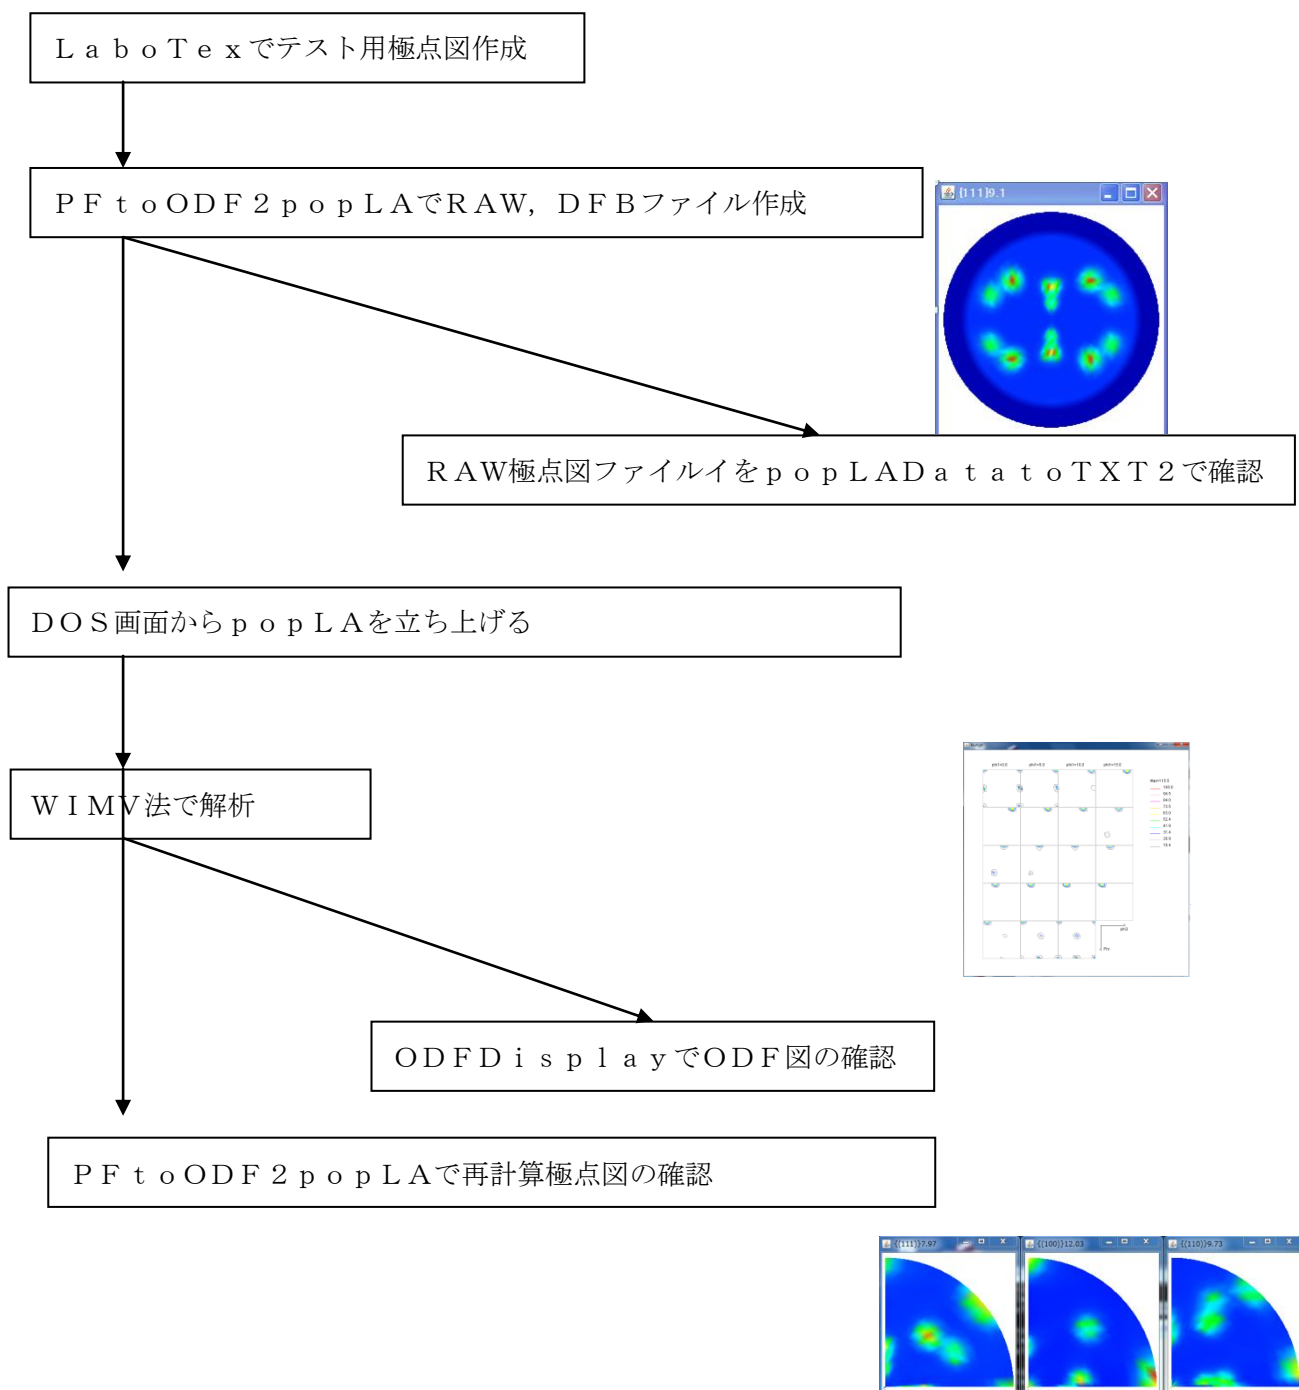 ＬａｂｏＴｅｘでテスト用極点図作成
ＰＦｔｏＯＤＦ２ｐｏｐＬＡでＲＡＷ，ＤＦＢファイル作成
{111}9.1
ＲＡＷ極点図ファイルイをｐｏｐＬＡＤａｔａｔｏＴＸＴ２で確認
ＤＯＳ画面からｐｏｐＬＡを立ち上げる
ＷＩＭＶ法で解析
ＯＤＦＤｉｓｐｌａｙでＯＤＦ図の確認
ＰＦｔｏＯＤＦ２ｐｏｐＬＡで再計算極点図の確認
{(111)}7.97 {(100)}12.03 {(110)}9.73